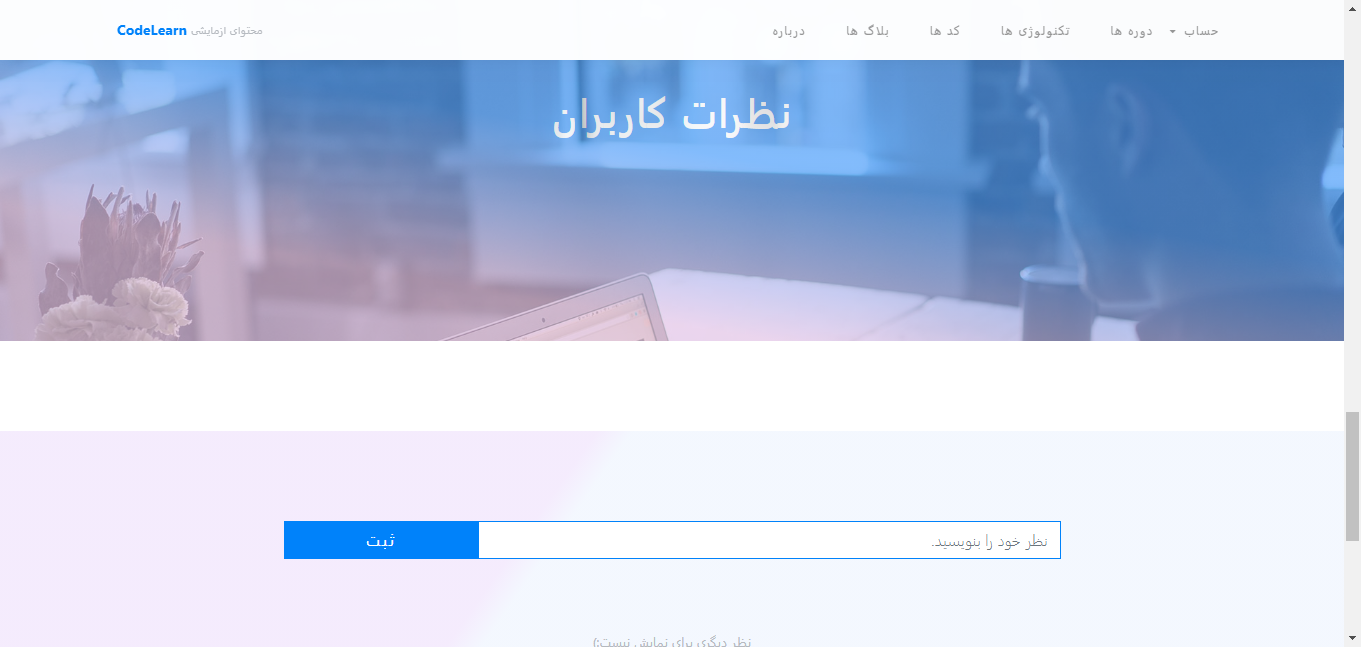 حساب
دوره ها
تکنولوژی ها
کد ها
بلاگ ها
درباره
محتوای ازمایشی CodeLearn
نظرات کاربران
نظر خود را بنویسید.
ثبت
نظر دیگری برای نمایش نیست:)